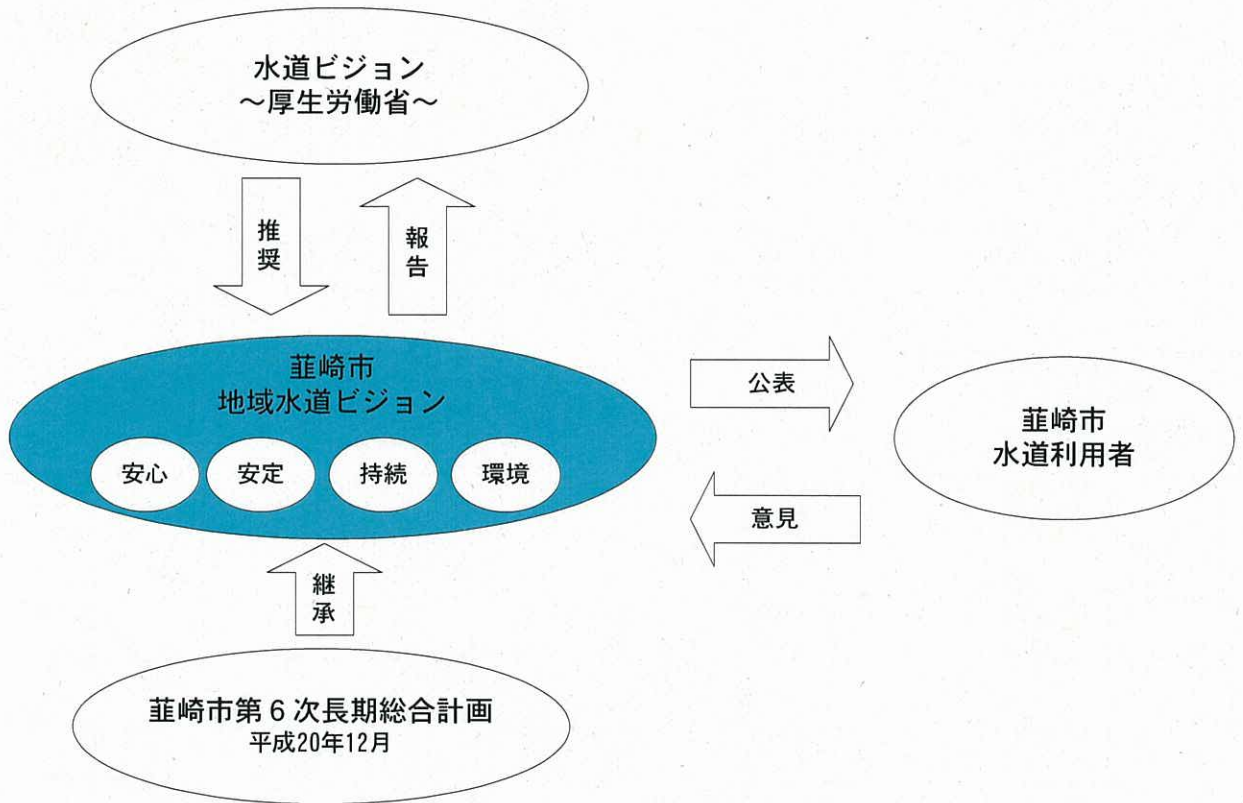 水道ビジョン
～厚生労働省～
推奨
報告
韮崎市
地域水道ビジョン
安心
安定
持続
環境
公表
韮崎市
水道利用者
意見
継承
韮崎市第６次長期総合計画
平成20年12月